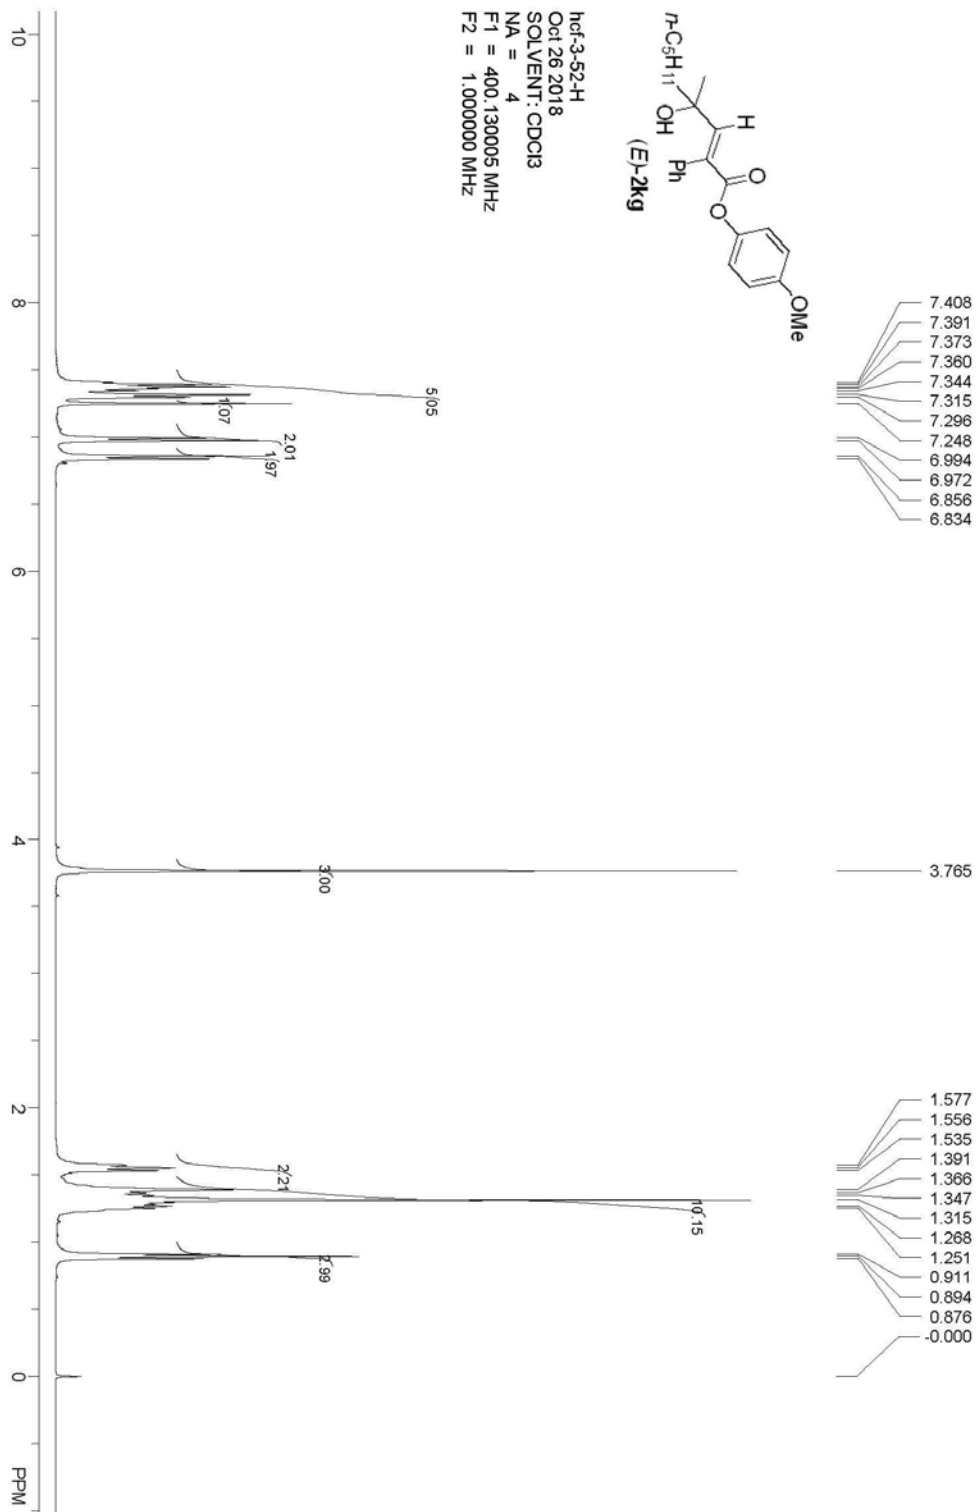 n-C5H11
OH
H
Ph
O
O
OMe
(E)-2kg
hcf-3-52-H
Oct 26 2018
SOLVENT: CDCl3
NA = 4
F1 = 400.130005 MHz
F2 = 1.000000 MHz
7.408
7.391
7.373
7.360
7.344
7.315
7.296
7.248
6.994
6.972
6.856
6.834
3.765
1.577
1.556
1.535
1.391
1.366
1.347
1.315
1.268
1.251
0.911
0.894
0.876
-0.000
5.05
1.07
2.01
1.97
3.00
2.21
10.15
2.99
10
8
6
4
2
0
PPM